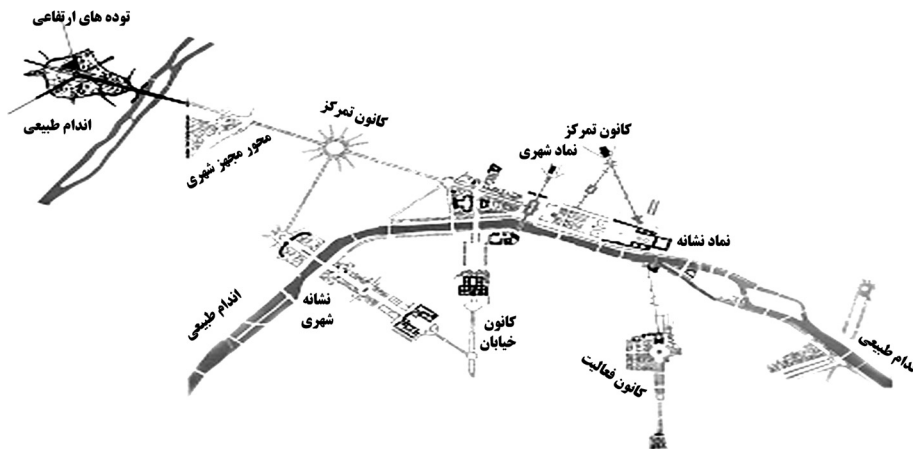 توده های ارتفاعی
اندام طبیعی
محور مجهز شهری
کانون تمرکز
کانون تمرکز
نماد شهری
نماد نشانه
اندام طبیعی
نشانه
شهری
کانون
خیابان
کانون فعالیت
اندام طبیعی